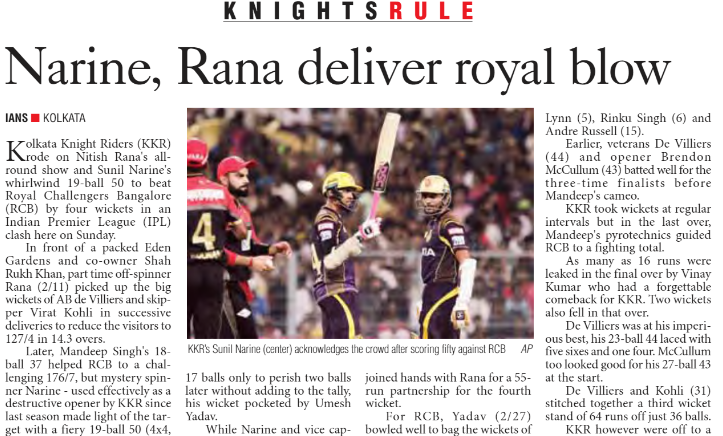 KNIGHTS RULE
Narine, Rana deliver royal blow
IANS ■ KOLKATA
Kolkata Knight Riders (KKR)
rode on Nitish Rana's all-
round show and Sunil Narine's
whirlwind 19-ball 50 to beat
Royal Challengers Bangalore
(RCB) by four wickets in an
Indian Premier League (IPL)
clash here on Sunday.
In front of a packed Eden
Gardens and co-owner Shah
Rukh Khan, part time off-spinner
Rana (2/11) picked up the big
wickets of AB de Villiers and skip-
per Virat Kohli in successive
deliveries to reduce the visitors to
127/4 in 14.3 overs.
Later, Mandeep Singh's 18-
ball 37 helped RCB to a chal-
lenging 176/7, but mystery spin-
ner Narine - used effectively as a
destructive opener by KKR since
last season made light of the tar-
get with a fiery 19-ball 50 (4x4,
4
KKR's Sunil Narine (center) acknowledges the crowd after scoring fifty against RCB AP
17 balls only to perish two balls
later without adding to the tally,
his wicket pocketed by Umesh
Yadav.
While Narine and vice cap-
joined hands with Rana for a 55-
run partnership for the fourth
wicket.
For RCB, Yadav (2/27)
bowled well to bag the wickets of
Lynn (5), Rinku Singh (6) and
Andre Russell (15).
Earlier, veterans De Villiers
(44) and opener Brendon
McCullum (43) batted well for the
three-time finalists before
Mandeep's cameo.
KKR took wickets at regular
intervals but in the last over,
Mandeep's pyrotechnics guided
RCB to a fighting total.
As many as 16 runs were
leaked in the final over by Vinay
Kumar who had a forgettable
comeback for KKR. Two wickets
also fell in that over.
De Villiers was at his imperi-
ous best, his 23-ball 44 laced with
five sixes and one four. McCullum
too looked good for his 27-ball 43
at the start.
De Villiers and Kohli (31)
stitched together a third wicket
stand of 64 runs off just 36 balls.
KKR however were off to a